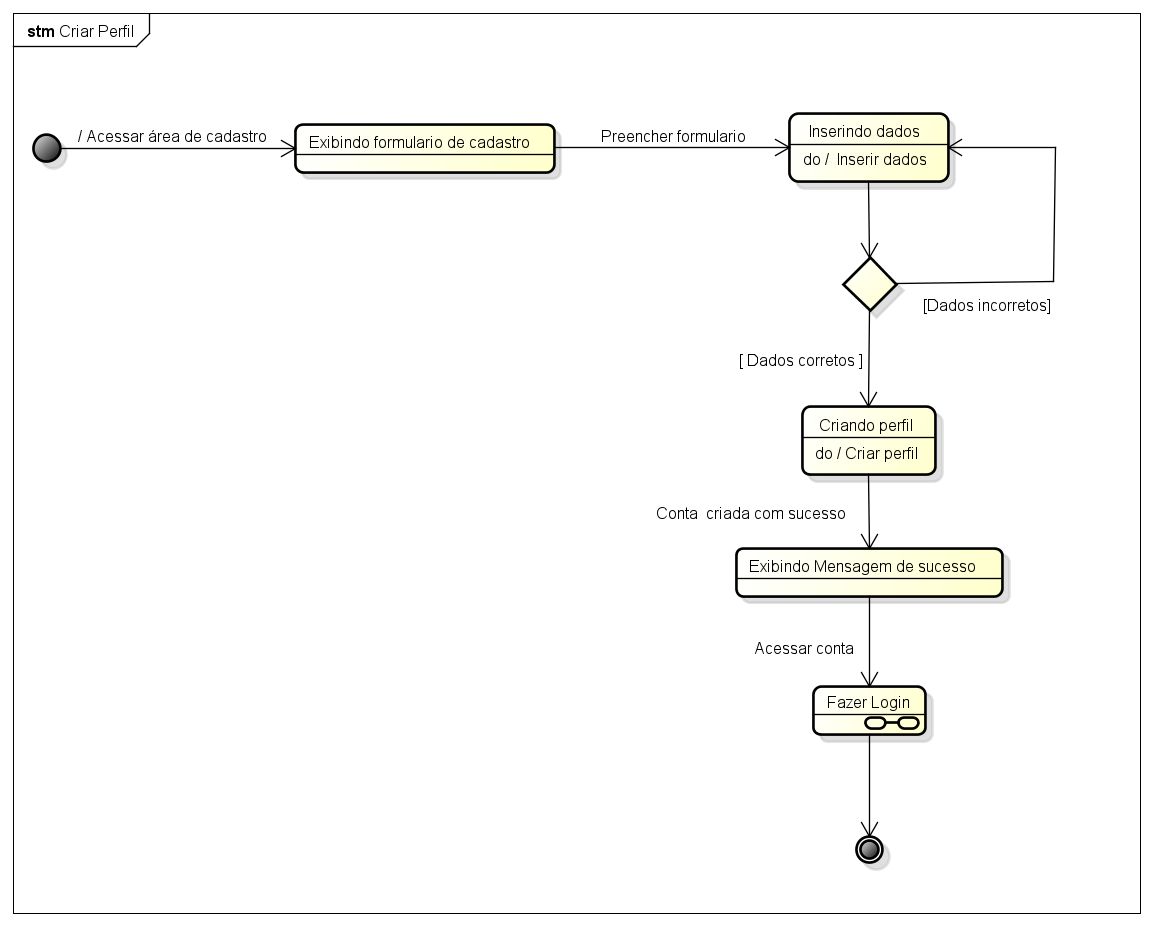 stm Criar Perfil
/ Acessar área de cadastro
Exibindo formulario de cadastro
Preencher formulario
Inserindo dados
do / Inserir dados
[Dados incorretos]
[ Dados corretos ]
Criando perfil
do / Criar perfil
Conta criada com sucesso
Exibindo Mensagem de sucesso
Acessar conta
Fazer Login